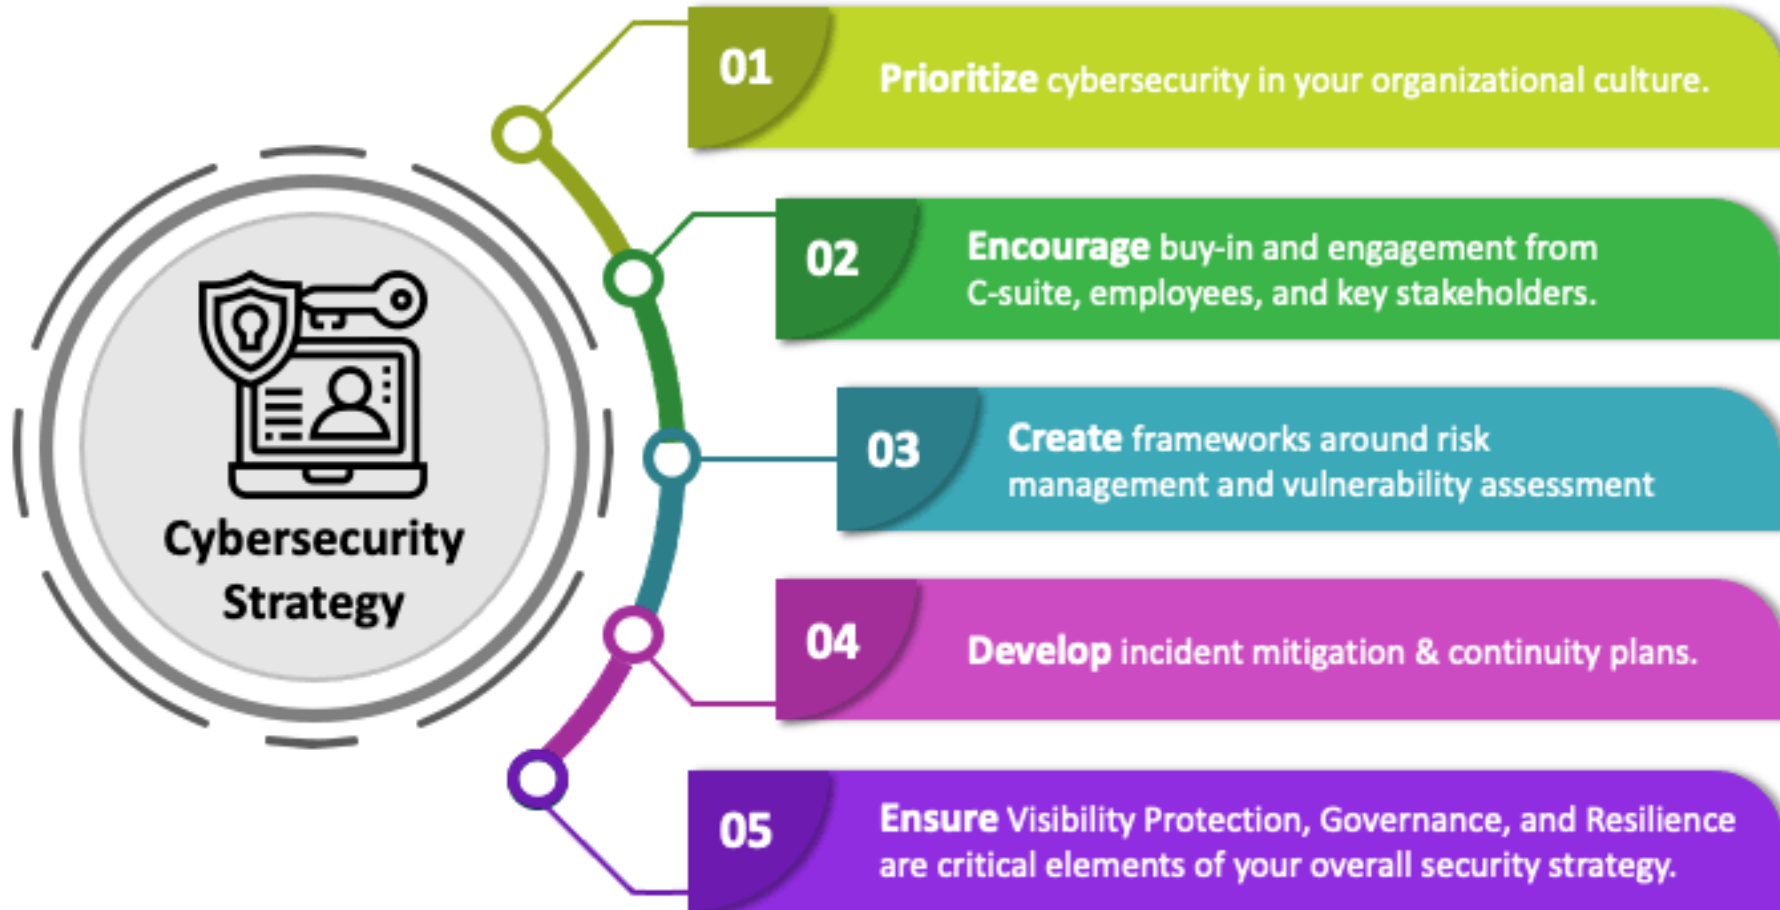 Cybersecurity
Strategy
01
Prioritize cybersecurity in your organizational culture.
02
Encourage buy-in and engagement from
C-suite, employees, and key stakeholders.
03
Create frameworks around risk
management and vulnerability assessment
04
Develop incident mitigation & continuity plans.
05
Ensure Visibility Protection, Governance, and Resilience
are critical elements of your overall security strategy.